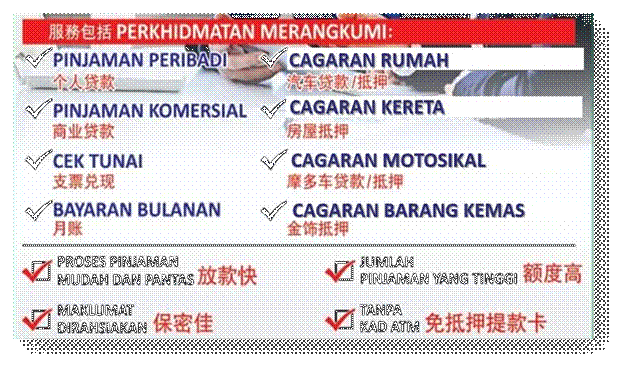 服務包括 PERKHIDMATAN MERANGKUMI:
PINJAMAN PERIBADI
个人贷款
CAGARAN RUMAH
汽车贷款/抵押
PINJAMAN KOMERSIAL
商业贷款
CAGARAN KERETA
房屋抵押
CEK TUNAI
支票兑现
CAGARAN MOTOSIKAL
摩多车贷款/抵押
BAYARAN BULANAN
月账
CAGARAN BARANG KEMAS
金饰抵押
PROSES PINJAMAN
MUDAH DAN PANTAS 放款快
JUMLAH
PINJAMAN YANG TINGGI 额度高
MAKLUMAT
DIRAHSIAKAN 保密佳
TANPA
KAD ATM 免抵押提款卡